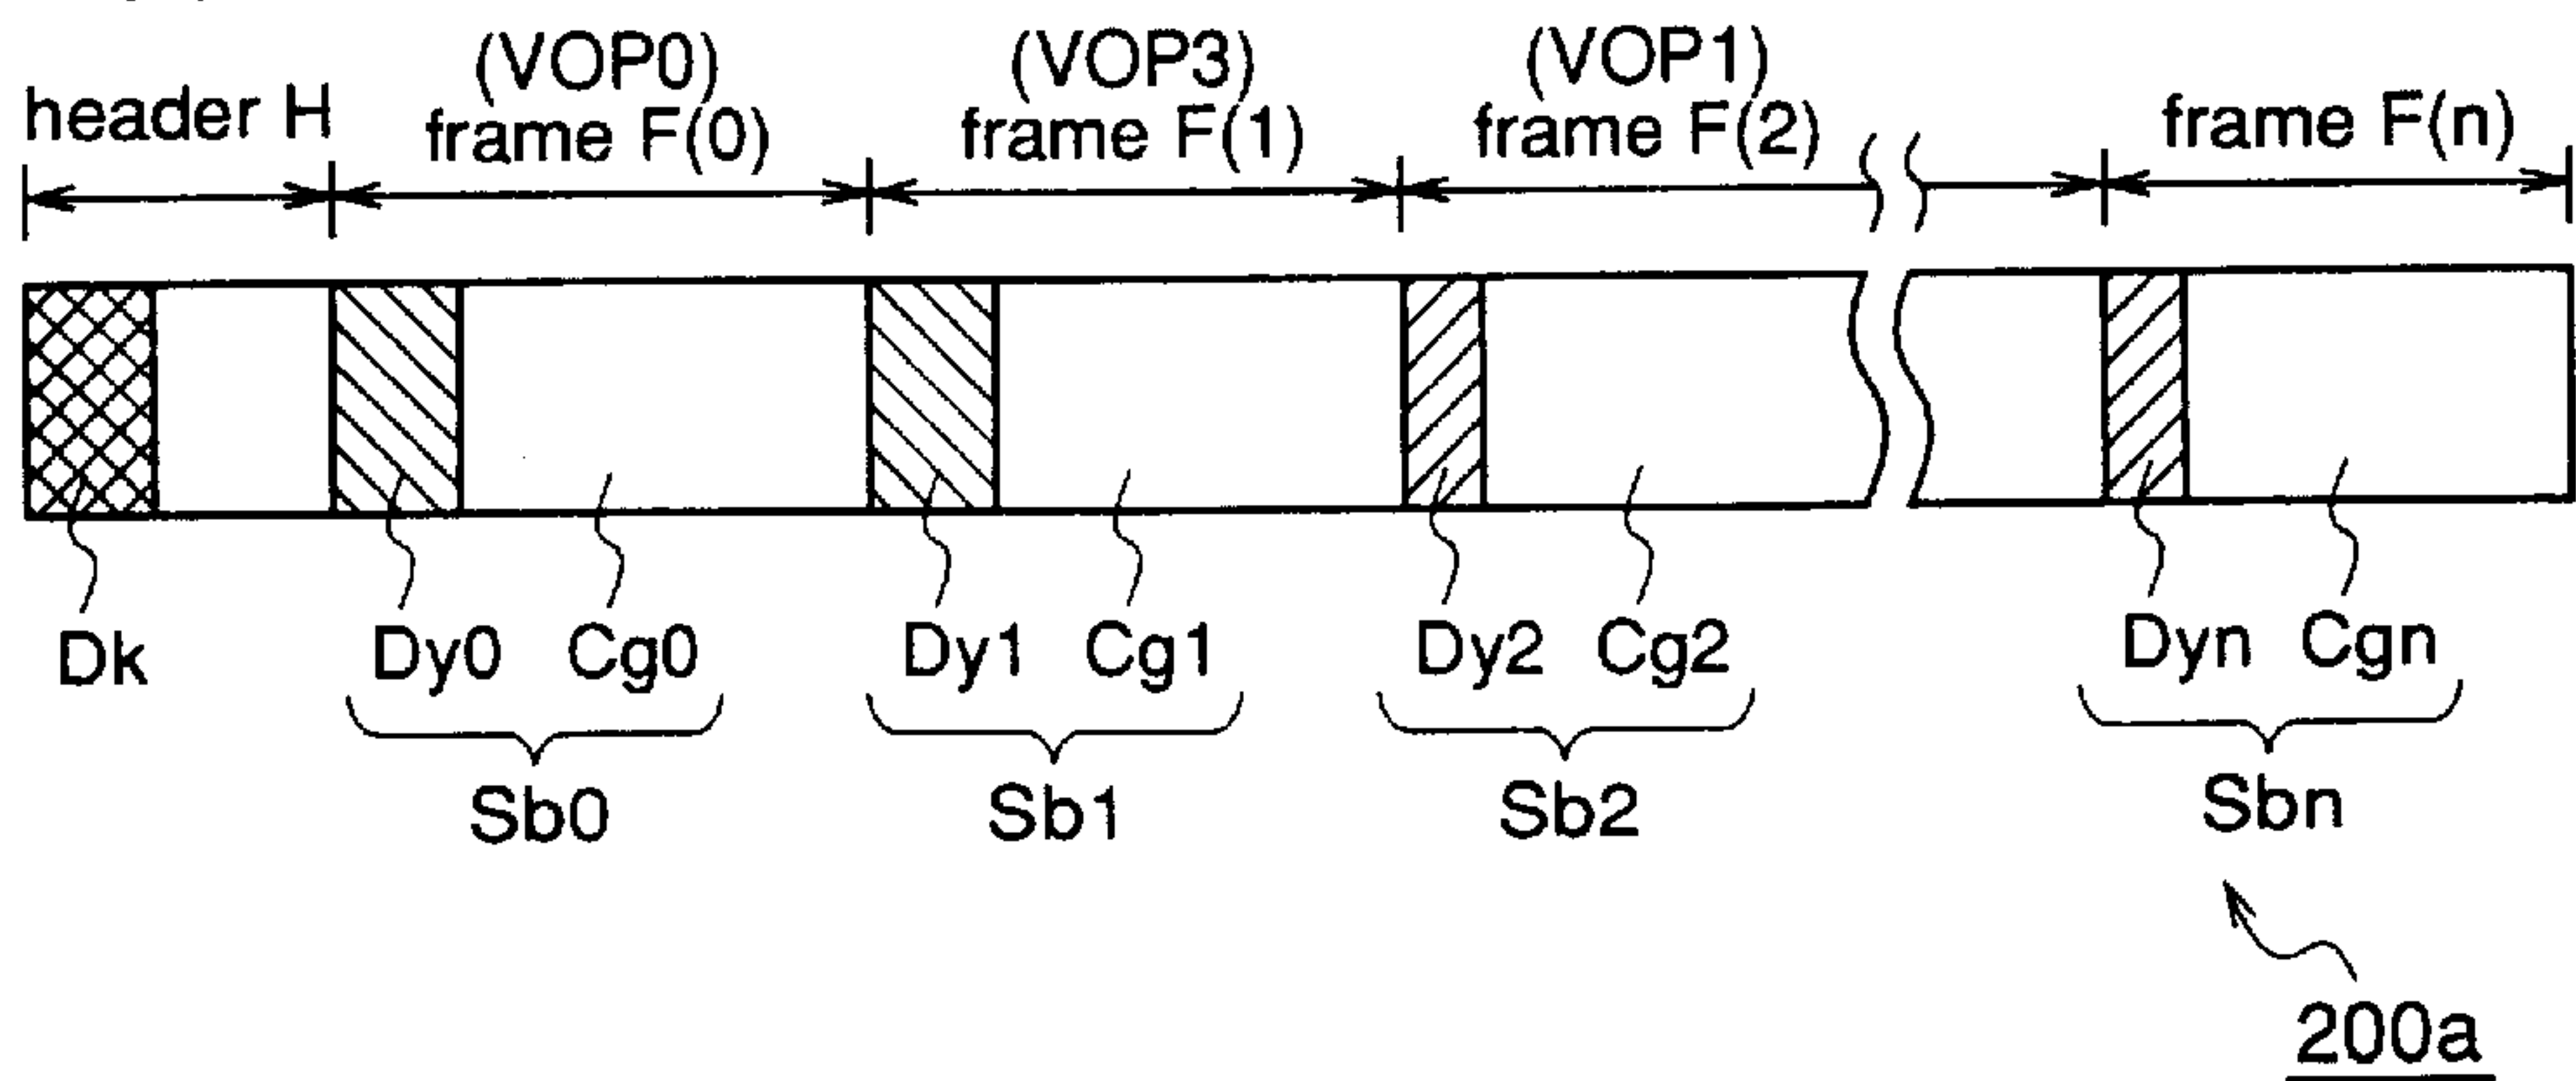 (VOP0) (VOP3) (VOP1)
header H frame F(0) frame F(1) frame F(2) frame F(n)
Dk Dy0 Cg0 Dy1 Cg1 Dy2 Cg2 Dyn Cgn
Sb0 Sb1 Sb2 Sbn
200a